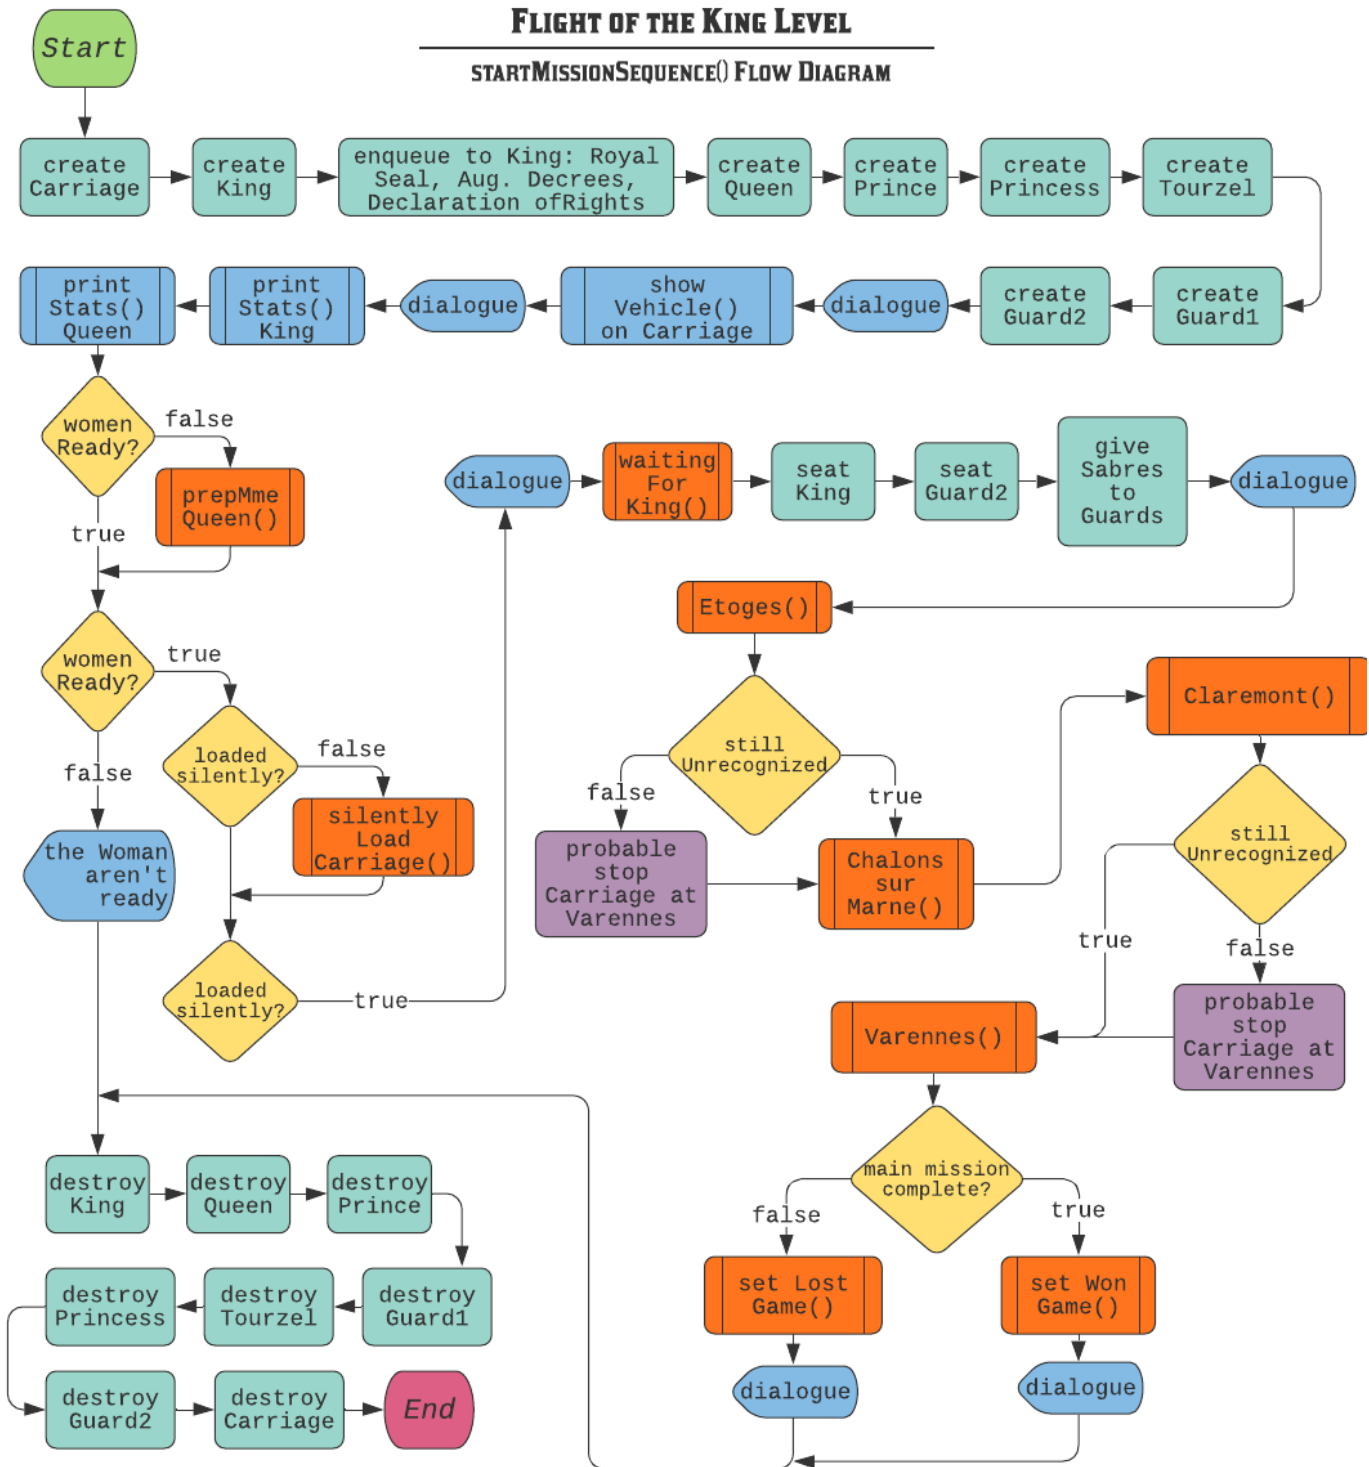 FLIGHT OF THE KING LEVEL
STARTMISSIONSEQUENCE() FLOW DIAGRAM
Start
create
Carriage
create
King
enqueue to King: Royal
Seal, Aug. Decrees,
Declaration ofRights
create
Queen
create
Prince
create
Princess
create
Tourzel
create
Guard1
create
Guard2
dialogue
show
Vehicle()
on Carriage
dialogue
print
Stats()
King
print
Stats()
Queen
women
Ready?
false
prepMme
Queen()
true
women
Ready?
true
false
loaded
silently?
false
silently
Load
Carriage()
the Woman
aren't
ready
loaded
silently?
true
dialogue
waiting
For
King()
seat
King
seat
Guard2
give
Sabres
to
Guards
dialogue
Etoges()
still
Unrecognized
false
true
probable
stop
Carriage at
Varennes
Chalons
sur
Marne()
Claremont()
still
Unrecognized
true
false
probable
stop
Carriage at
Varennes
Varennes()
main mission
complete?
false
true
set Lost
Game()
set Won
Game()
dialogue
dialogue
destroy
King
destroy
Queen
destroy
Prince
destroy
Guard1
destroy
Tourzel
destroy
Princess
destroy
Guard2
destroy
Carriage
End